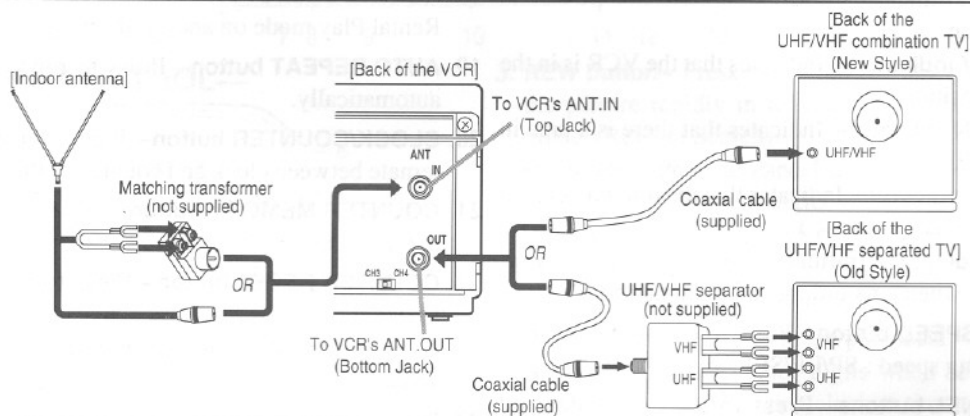 [Back of the
UHF/VHF combination TV]
(New Style)
[Indoor antenna]
[Back of the VCR]
To VCR's ANT.IN
(Top Jack)
ANT
IN
UHF/VHF
Matching transformer
(not supplied)
Coaxial cable
(supplied)
OR
OUT
OR
CH3 CH4
[Back of the
UHF/VHF separated TV]
(Old Style)
UHF/VHF separator
(not supplied)
To VCR's ANT.OUT
(Bottom Jack)
VHF
UHF
VHF
UHF
Coaxial cable
(supplied)